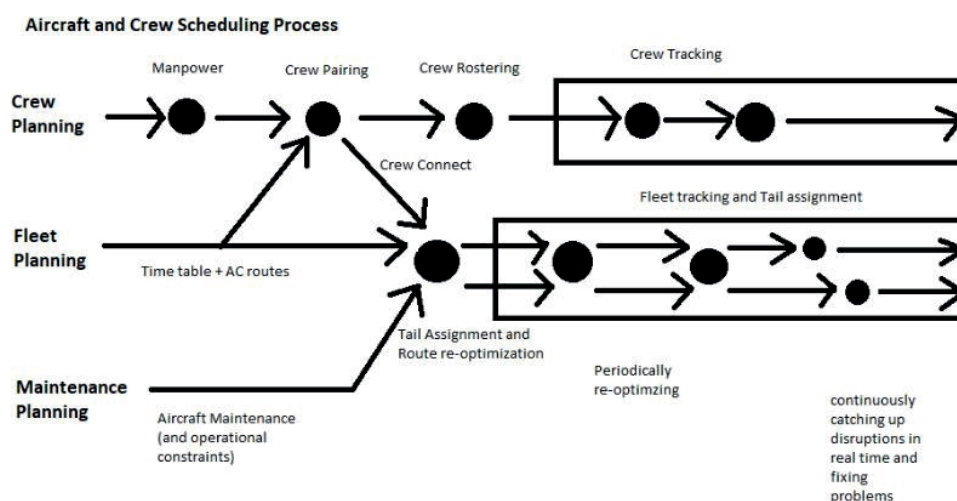 Aircraft and Crew Scheduling Process
Manpower
Crew Pairing
Crew Rostering
Crew Tracking
Crew
Planning
Crew Connect
Fleet tracking and Tail assignment
Fleet
Planning
Time table + AC routes
Tail Assignment and
Route re-optimization
Periodically
re-optimzing
Maintenance
Planning
Aircraft Maintenance
(and operational
constraints)
continuously
catching up
disruptions in
real time and
fixing
problems